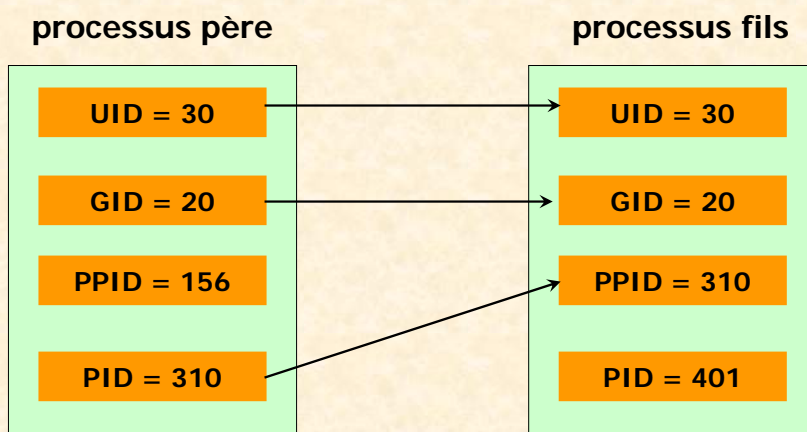 processus père
UID = 30
GID = 20
PPID = 156
PID = 310
processus fils
UID = 30
GID = 20
PPID = 310
PID = 401